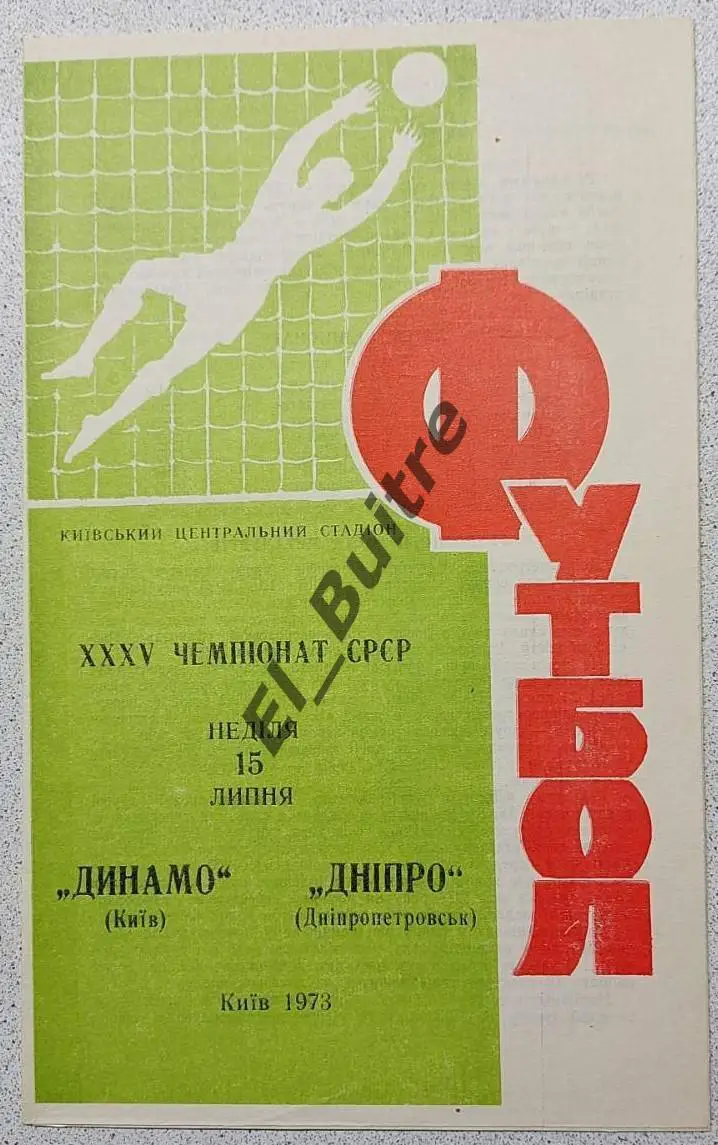 ФУТБОЛ
КИЇВСЬКИЙ ЦЕНТРАЛЬНИЙ СТАДІОН
XXXV ЧЕМПІОНАТ СРСР
НЕДІЛЯ
15
ЛИПНЯ
„ДИНАМО“ „ДНІПРО“
(Київ) (Дніпропетровськ)
Київ 1973
El_Buitre